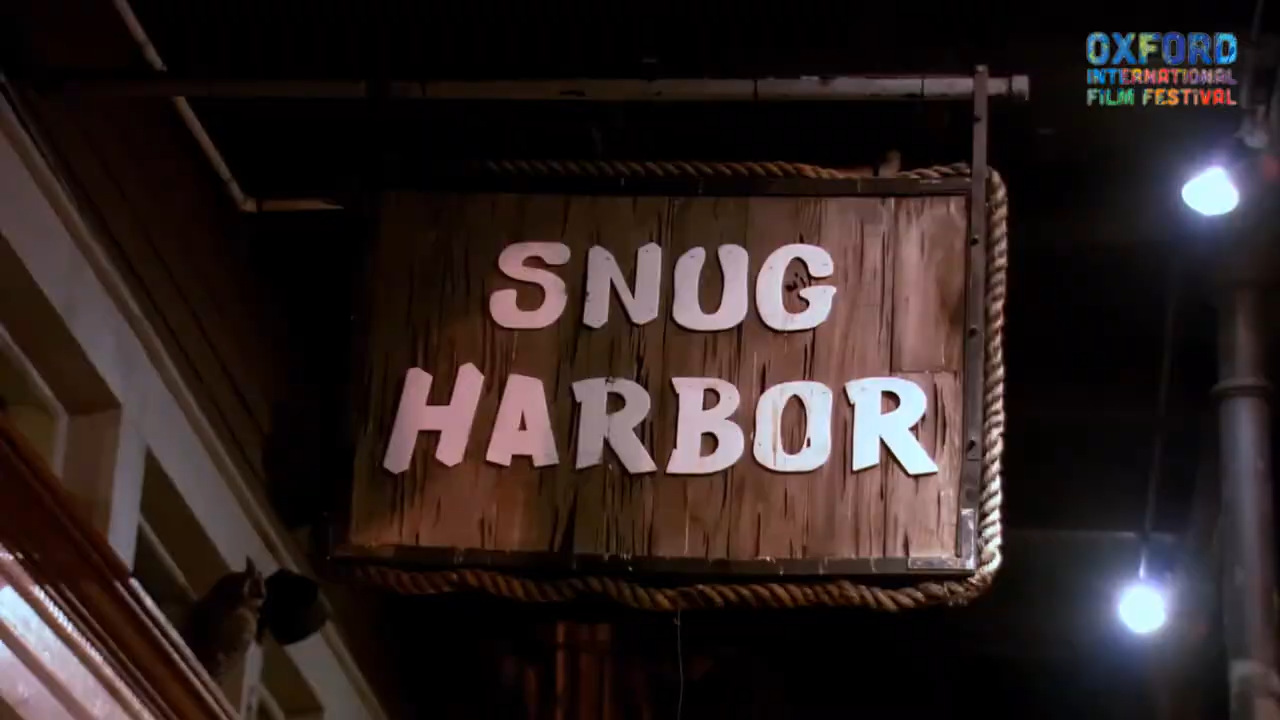 OXFORD
INTERNATIONAL
FILM FESTIVAL
SNUG
HARBOR